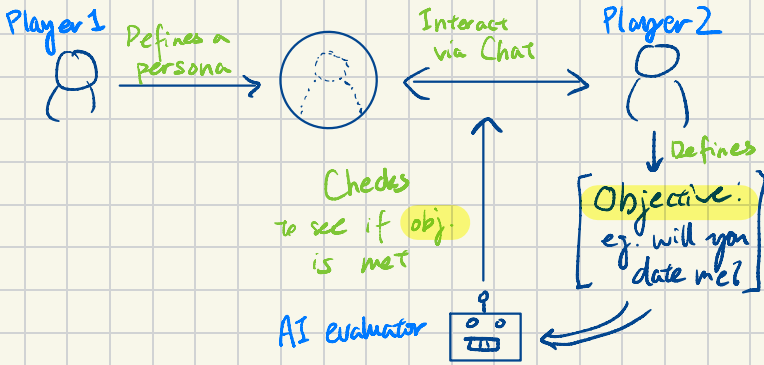 Player 1
Defines a
persona
Interact
via Chat
Player 2
Defines
Objective:
eg. will you
date me?
Checks
to see if obj.
is met
AI evaluator